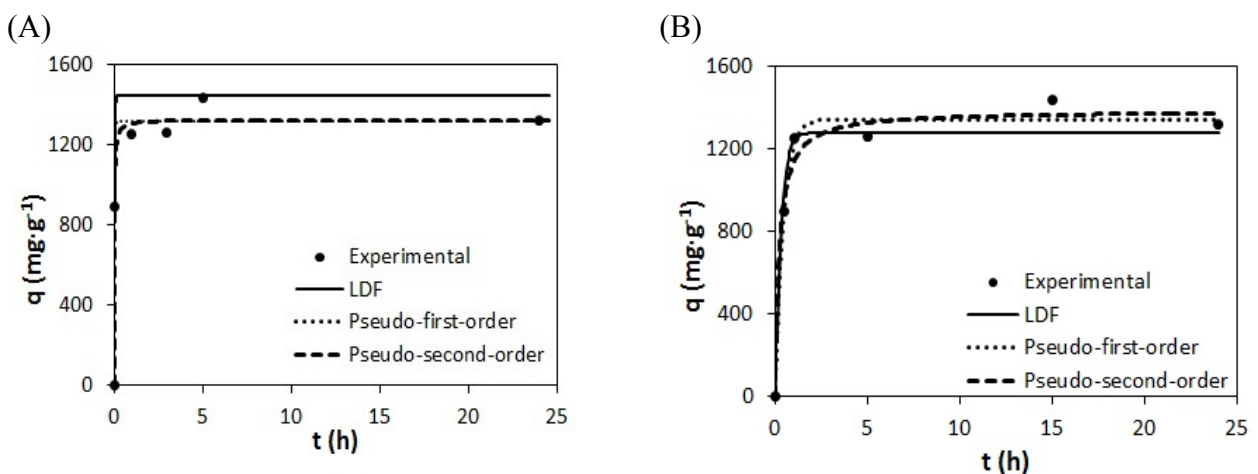 (A)
1600
1200
800
400
0
q (mg·g⁻¹)
Experimental
LDF
Pseudo-first-order
Pseudo-second-order
0 5 10 15 20 25
t (h)
(B)
1600
1200
800
400
0
q (mg·g⁻¹)
Experimental
LDF
Pseudo-first-order
Pseudo-second-order
0 5 10 15 20 25
t (h)